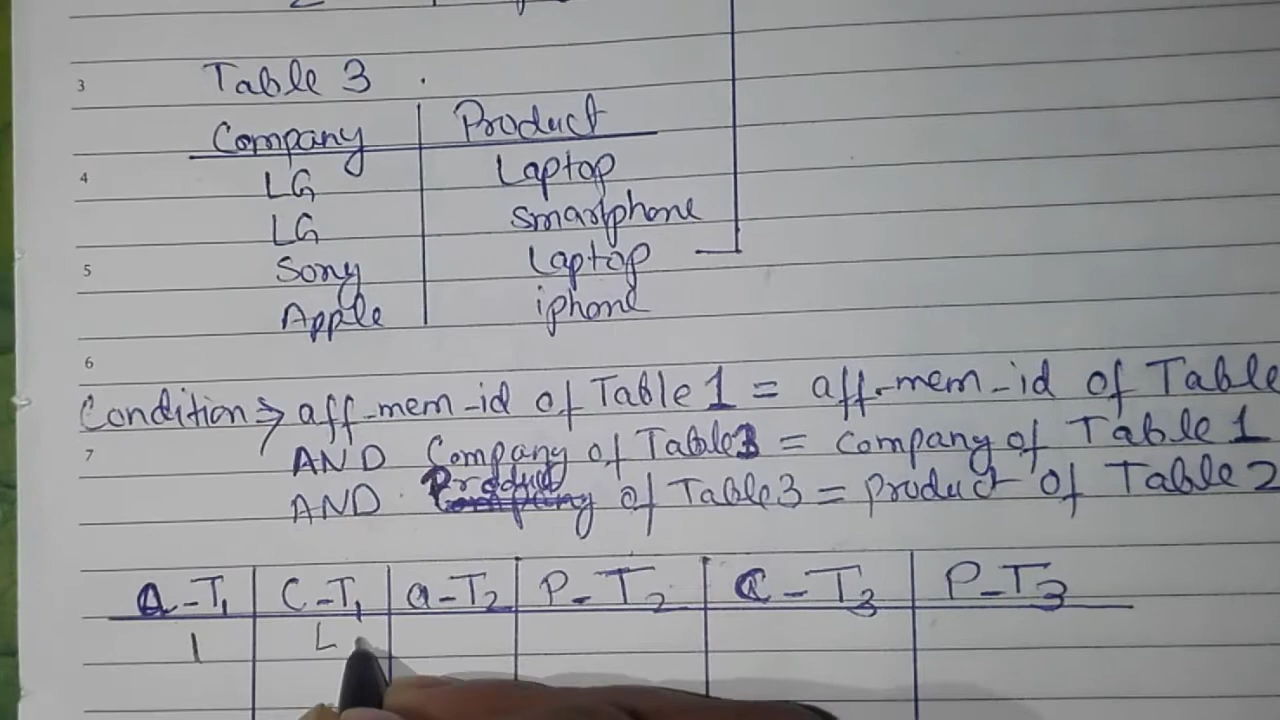 3
Table 3 .
Company Product
4
LG Laptop
LG Smartphone
5
Sony Laptop
Apple iphone
6
Condition ⇒ aff-mem-id of Table 1 = aff-mem-id of Table
7
AND Company of Table 3 = Company of Table 1
AND Product of Table 3 = product of Table 2
a-T1 C-T1 a-T2 P-T2 C-T3 P-T3
1 L